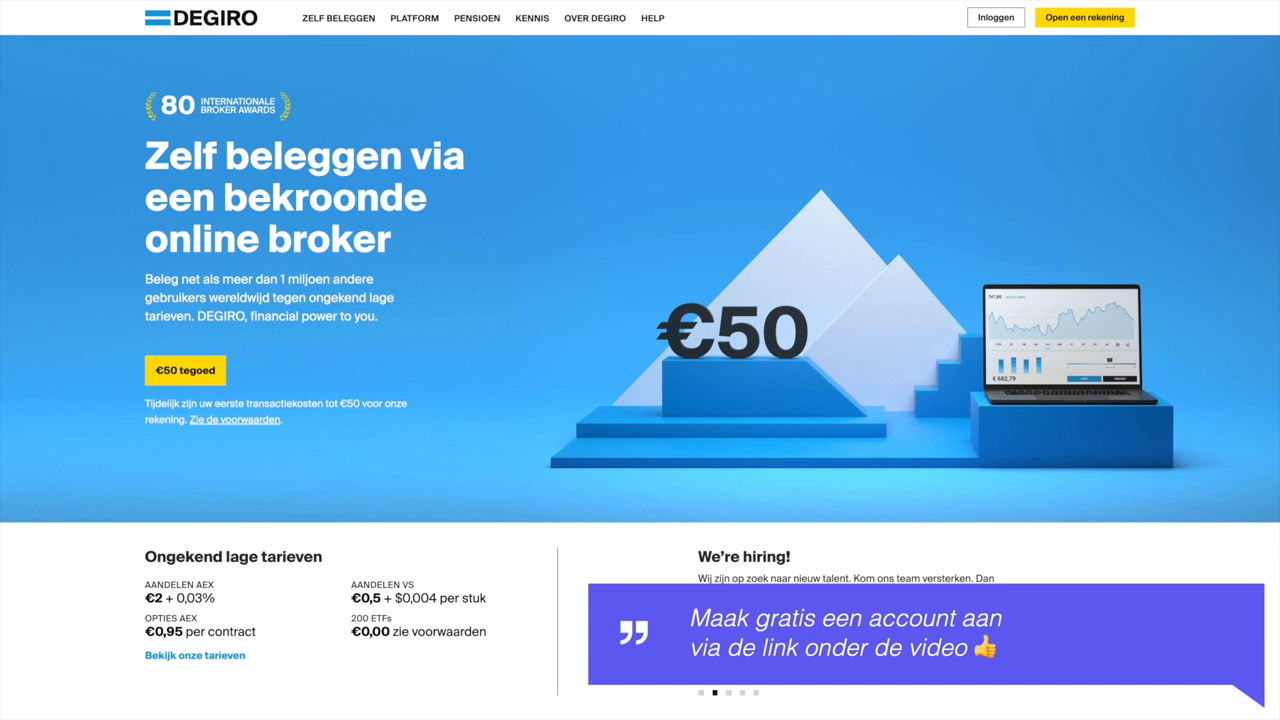 DEGIRO
ZELF BELEGGEN
PLATFORM
PENSIOEN
KENNIS
OVER DEGIRO
HELP
Inloggen
Open een rekening
80 INTERNATIONALE
BROKER AWARDS
Zelf beleggen via
een bekroonde
online broker
Beleg net als meer dan 1 miljoen andere
gebruikers wereldwijd tegen ongekend lage
tarieven. DEGIRO, financial power to you.
€50 tegoed
Tijdelijk zijn uw eerste transactiekosten tot €50 voor onze
rekening. Zie de voorwaarden.
€50
747,80
€ 682,79
Ongekend lage tarieven
AANDELEN AEX
€2 + 0,03%
AANDELEN VS
€0,5 + $0,004 per stuk
OPTIES AEX
€0,95 per contract
200 ETFs
€0,00 zie voorwaarden
Bekijk onze tarieven
We're hiring!
Wij zijn op zoek naar nieuw talent. Kom ons team versterken. Dan
Maak gratis een account aan
via de link onder de video 👍